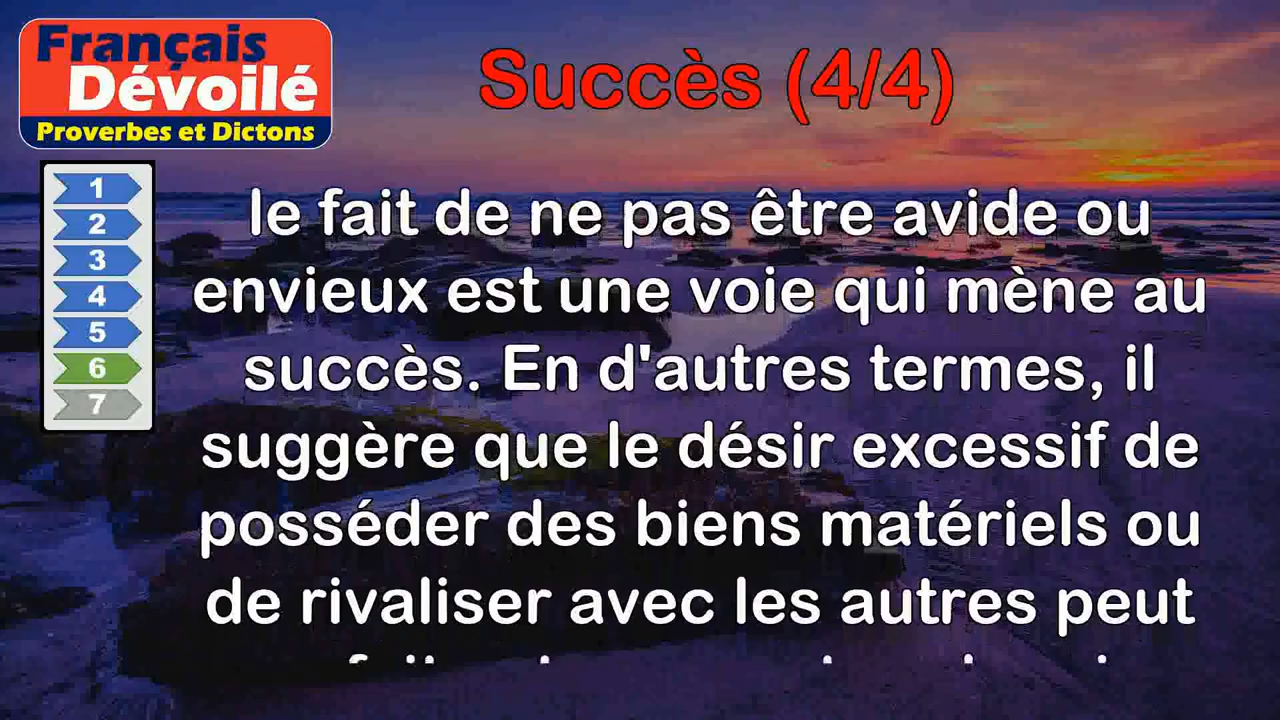 Français
Dévoilé
Proverbes et Dictons
Succès (4/4)
1
2
3
4
5
6
7
le fait de ne pas être avide ou
envieux est une voie qui mène au
succès. En d'autres termes, il
suggère que le désir excessif de
posséder des biens matériels ou
de rivaliser avec les autres peut